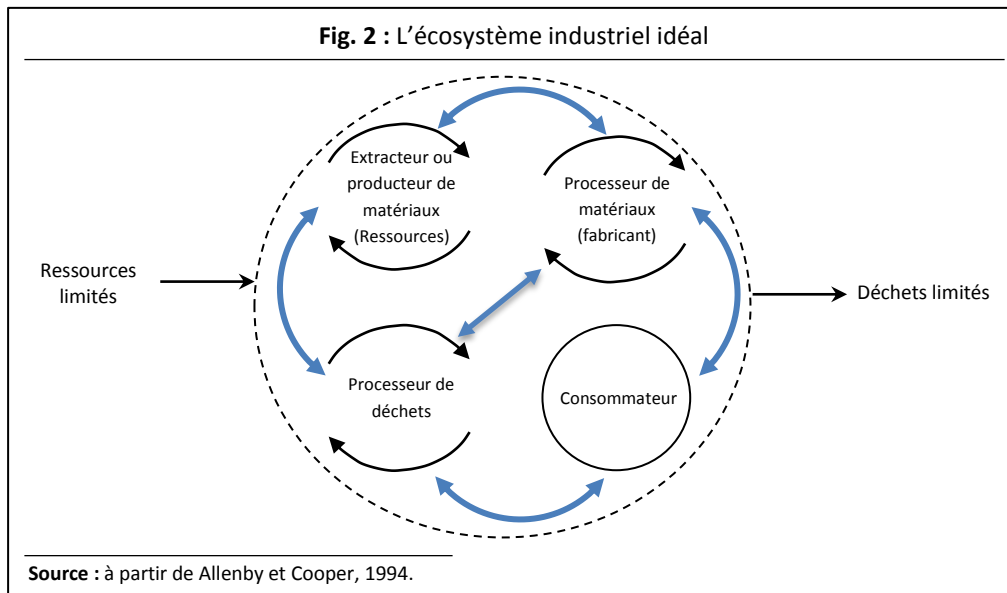 Fig. 2 : L’écosystème industriel idéal
Extracteur ou
producteur de
matériaux
(Ressources)
Processeur de
matériaux
(fabricant)
Ressources
limités
Déchets limités
Processeur de
déchets
Consommateur
Source : à partir de Allenby et Cooper, 1994.